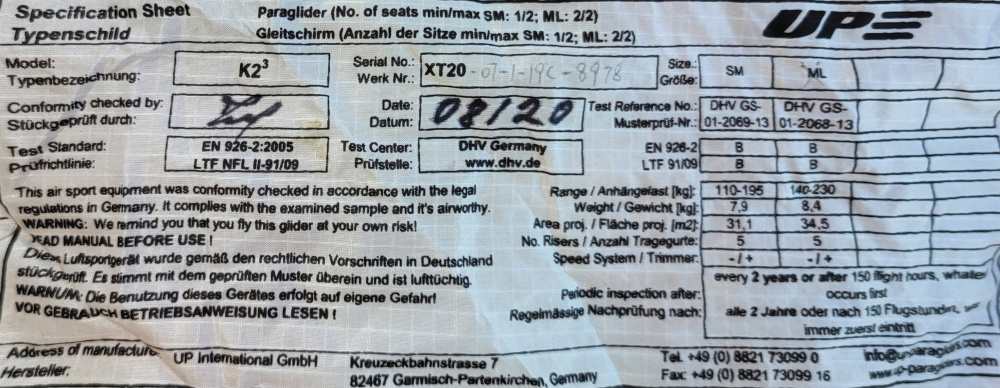 Specification Sheet
Typenschild
Paraglider (No. of seats min/max SM: 1/2; ML: 2/2)
Gleitschirm (Anzahl der Sitze min/max SM: 1/2; ML: 2/2)
UP
Model:
Typenbezeichnung:
K2³
Serial No.:
Werk Nr.:
XT20-07-1-19C-8978
Size.:
Größe:
SM
ML
Conformity checked by:
Stückgeprüft durch:
Date:
Datum:
08/20
Test Reference No.:
Musterprüf-Nr.:
DHV GS-
01-2069-13
DHV GS-
01-2068-13
Test Standard:
Prüfrichtlinie:
EN 926-2:2005
LTF NFL II-91/09
Test Center:
Prüfstelle:
DHV Germany
www.dhv.de
EN 926-2 B B
LTF 91/09 B B
This air sport equipment was conformity checked in accordance with the legal
regulations in Germany. It complies with the examined sample and it's airworthy.
WARNING: We remind you that you fly this glider at your own risk!
READ MANUAL BEFORE USE !
Dieses Luftsportgerät wurde gemäß den rechtlichen Vorschriften in Deutschland
stückgeprüft. Es stimmt mit dem geprüften Muster überein und ist lufttüchtig.
WARNUNG: Die Benutzung dieses Gerätes erfolgt auf eigene Gefahr!
VOR GEBRAUCH BETRIEBSANWEISUNG LESEN !
Range / Anhängelast [kg]: 110-195 140-230
Weight / Gewicht [kg]: 7,9 8,4
Area proj. / Fläche proj. [m2]: 31,1 34,5
No. Risers / Anzahl Tragegurte: 5 5
Speed System / Trimmer: - / + - / +
Periodic inspection after:
Regelmässige Nachprüfung nach:
every 2 years or after 150 flight hours, whatever
occurs first
alle 2 Jahre oder nach 150 Flugstunden,
immer zuerst eintritt
Address of manufacture
Hersteller:
UP International GmbH
Kreuzeckbahnstrasse 7
82467 Garmisch-Partenkirchen, Germany
Tel. +49 (0) 8821 73099 0
Fax: +49 (0) 8821 73099 16
info@up-paragliders.com
www.up-paragliders.com